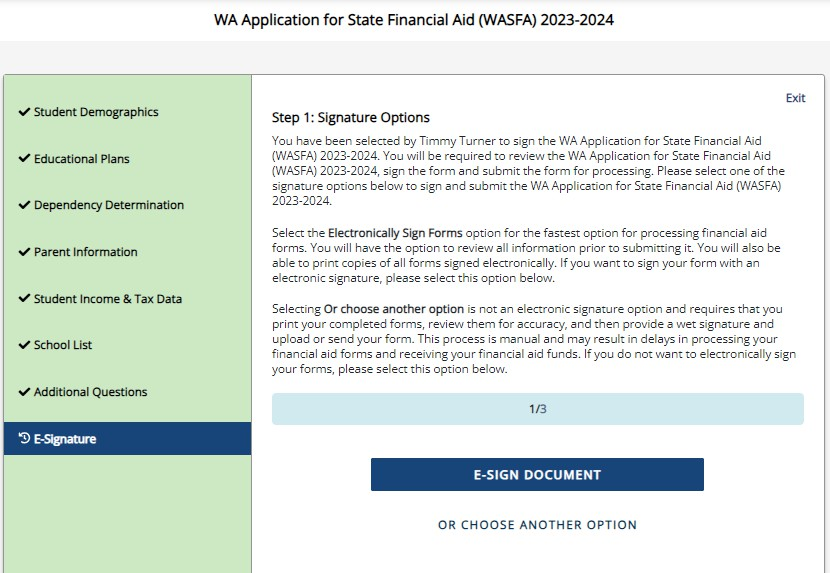 WA Application for State Financial Aid (WASFA) 2023-2024
Student Demographics
Educational Plans
Dependency Determination
Parent Information
Student Income & Tax Data
School List
Additional Questions
E-Signature
Exit
Step 1: Signature Options
You have been selected by Timmy Turner to sign the WA Application for State Financial Aid
(WASFA) 2023-2024. You will be required to review the WA Application for State Financial Aid
(WASFA) 2023-2024, sign the form and submit the form for processing. Please select one of the
signature options below to sign and submit the WA Application for State Financial Aid (WASFA)
2023-2024.
Select the Electronically Sign Forms option for the fastest option for processing financial aid
forms. You will have the option to review all information prior to submitting it. You will also be
able to print copies of all forms signed electronically. If you want to sign your form with an
electronic signature, please select this option below.
Selecting Or choose another option is not an electronic signature option and requires that you
print your completed forms, review them for accuracy, and then provide a wet signature and
upload or send your form. This process is manual and may result in delays in processing your
financial aid forms and receiving your financial aid funds. If you do not want to electronically sign
your forms, please select this option below.
1/3
E-SIGN DOCUMENT
OR CHOOSE ANOTHER OPTION